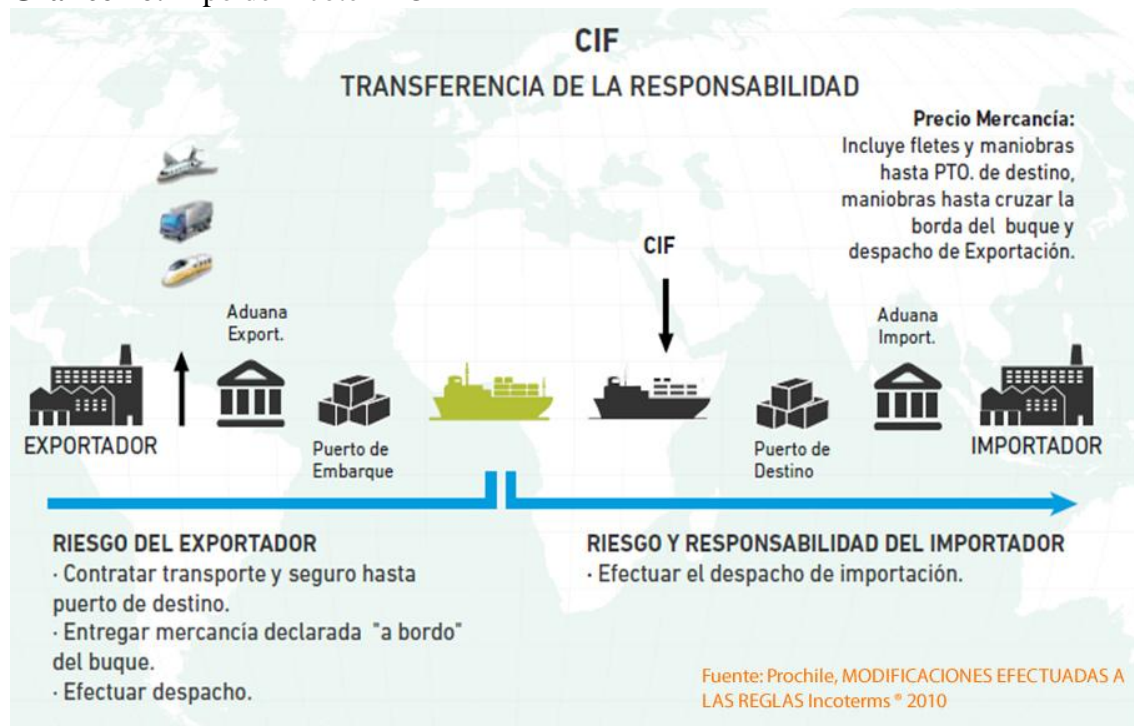 CIF
TRANSFERENCIA DE LA RESPONSABILIDAD
Precio Mercancía:
Incluye fletes y maniobras
hasta PTO. de destino,
maniobras hasta cruzar la
borda del buque y
despacho de Exportación.
CIF
Aduana
Export.
Aduana
Import.
EXPORTADOR
Puerto de
Embarque
Puerto de
Destino
IMPORTADOR
RIESGO DEL EXPORTADOR
· Contratar transporte y seguro hasta
puerto de destino.
· Entregar mercancía declarada "a bordo"
del buque.
· Efectuar despacho.
RIESGO Y RESPONSABILIDAD DEL IMPORTADOR
· Efectuar el despacho de importación.
Fuente: Prochile, MODIFICACIONES EFECTUADAS A
LAS REGLAS Incoterms ® 2010